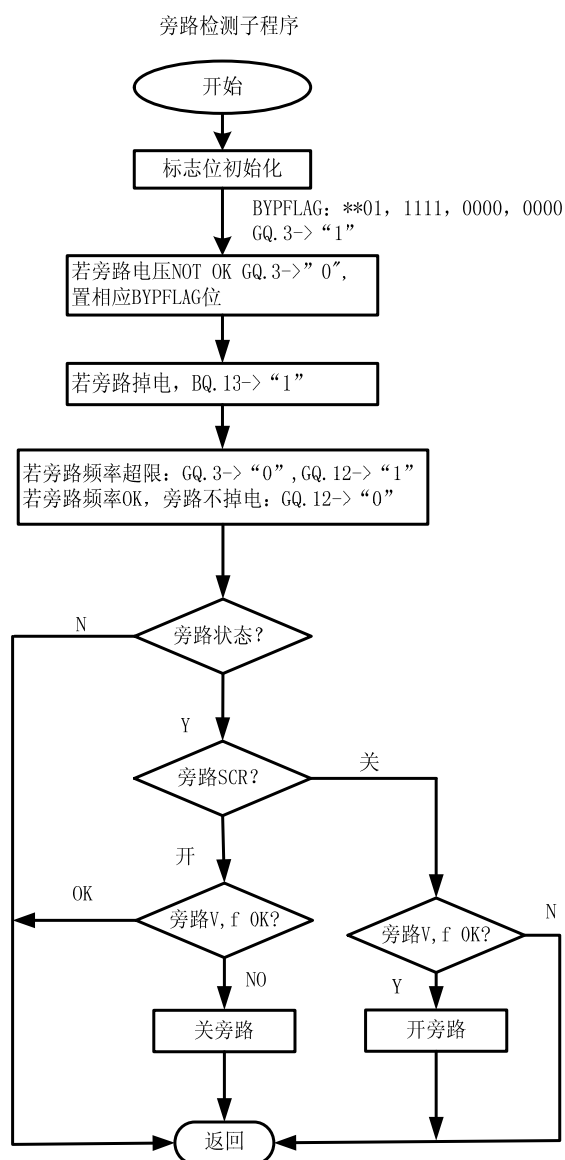 旁路检测子程序
开始
标志位初始化
BYPFLAG：**01，1111，0000，0000
GQ.3->“1”
若旁路电压NOT OK GQ.3->”0”，
置相应BYPFLAG位
若旁路掉电，BQ.13->“1”
若旁路频率超限：GQ.3->“0”,GQ.12->“1”
若旁路频率OK，旁路不掉电：GQ.12->“0”
N
旁路状态？
Y
旁路SCR？
关
开
OK
旁路V,f OK?
N
旁路V,f OK?
NO
Y
关旁路
开旁路
返回